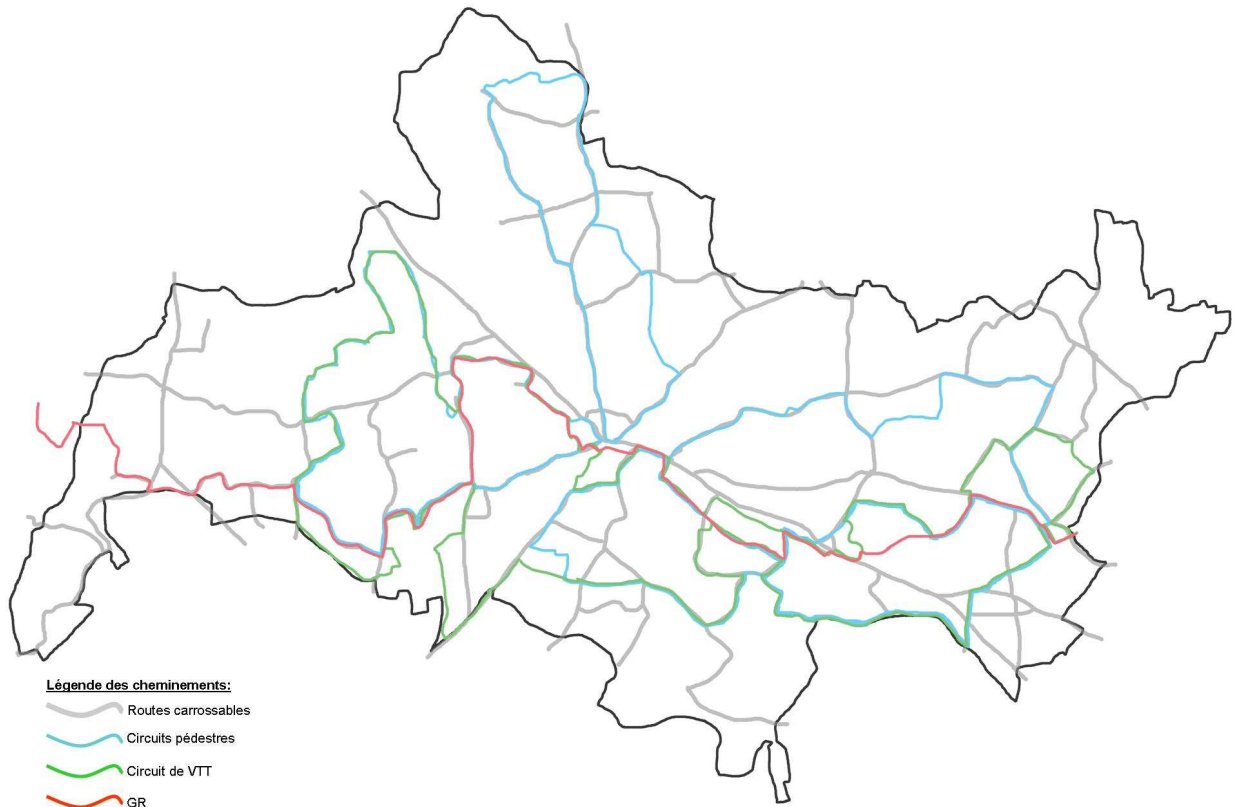 Légende des cheminements:
Routes carrossables
Circuits pédestres
Circuit de VTT
GR